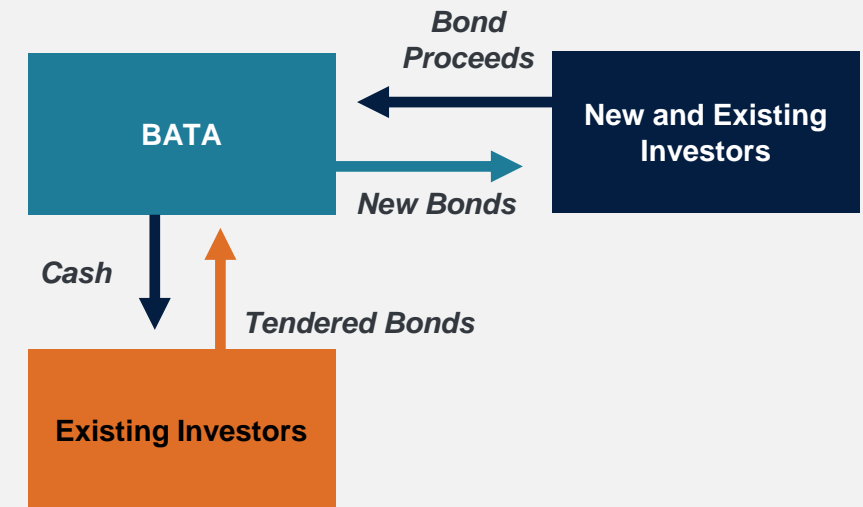 Bond
Proceeds
BATA
New and Existing
Investors
New Bonds
Cash
Tendered Bonds
Existing Investors